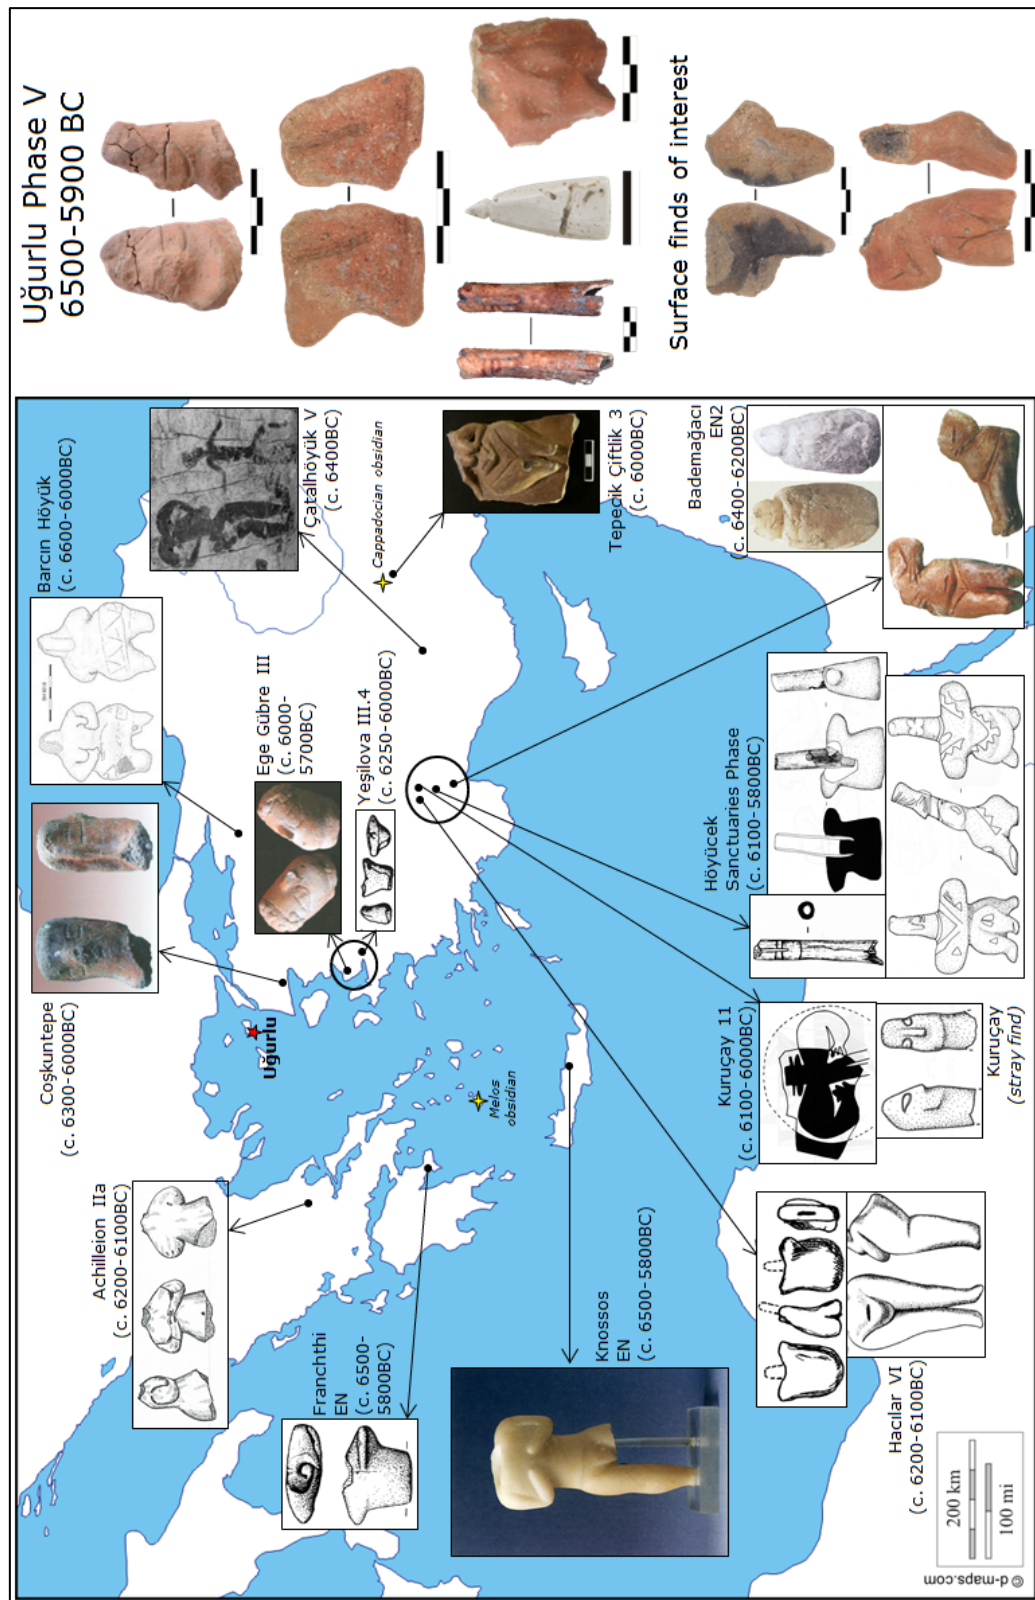 Uğurlu Phase V
6500-5900 BC
Surface finds of interest
Achilleion IIa
(c. 6200-6100BC)
Coşkuntepe
(c. 6300-6000BC)
Barcın Höyük
(c. 6600-6000BC)
Çatalhöyük V
(c. 6400BC)
Cappadocian obsidian
Tepecik Çiftlik 3
(c. 6000BC)
Ege Gübre III
(c. 6000-
5700BC)
Yeşilova III.4
(c. 6250-6000BC)
Uğurlu
Melos
obsidian
Franchthi
EN
(c. 6500-
5800BC)
Knossos
EN
(c. 6500-5800BC)
Bademağacı
EN2
(c. 6400-6200BC)
Höyücek
Sanctuaries Phase
(c. 6100-5800BC)
Kuruçay 11
(c. 6100-6000BC)
Kuruçay
(stray find)
Hacılar VI
(c. 6200-6100BC)
200 km
100 mi
© d-maps.com